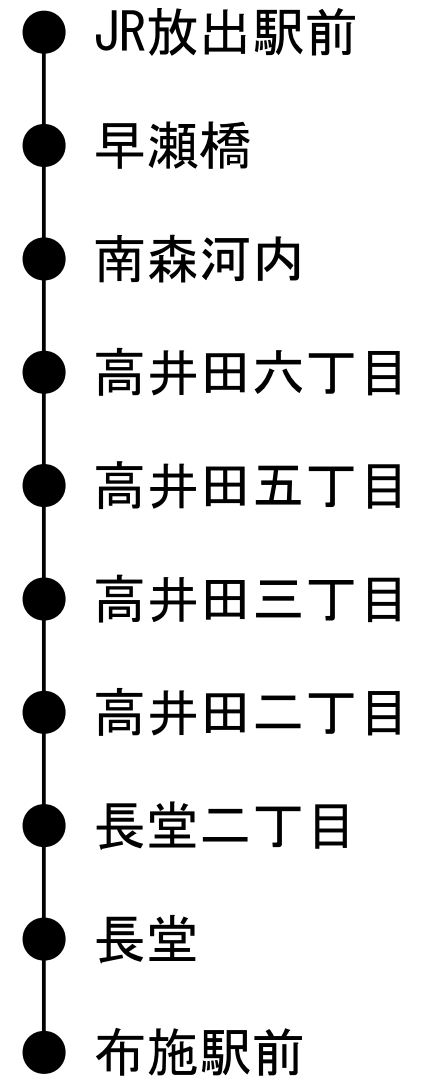 JR放出駅前
早瀬橋
南森河内
高井田六丁目
高井田五丁目
高井田三丁目
高井田二丁目
長堂二丁目
長堂
布施駅前